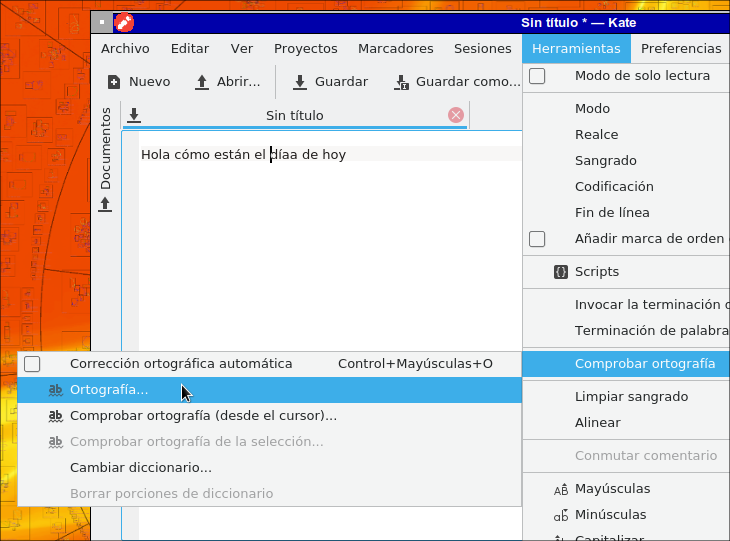 Sin título * — Kate
Archivo Editar Ver Proyectos Marcadores Sesiones Herramientas Preferencias
Nuevo Abrir... Guardar Guardar como...
Documentos
Sin título
Hola cómo están el díaa de hoy
Modo de solo lectura
Modo
Realce
Sangrado
Codificación
Fin de línea
Añadir marca de orden
{} Scripts
Invocar la terminación
Terminación de palabra
Comprobar ortografía
Limpiar sangrado
Alinear
Conmutar comentario
Mayúsculas
Minúsculas
Capitalizar
Corrección ortográfica automática Control+Mayúsculas+O
Ortografía...
Comprobar ortografía (desde el cursor)...
Comprobar ortografía de la selección...
Cambiar diccionario...
Borrar porciones de diccionario